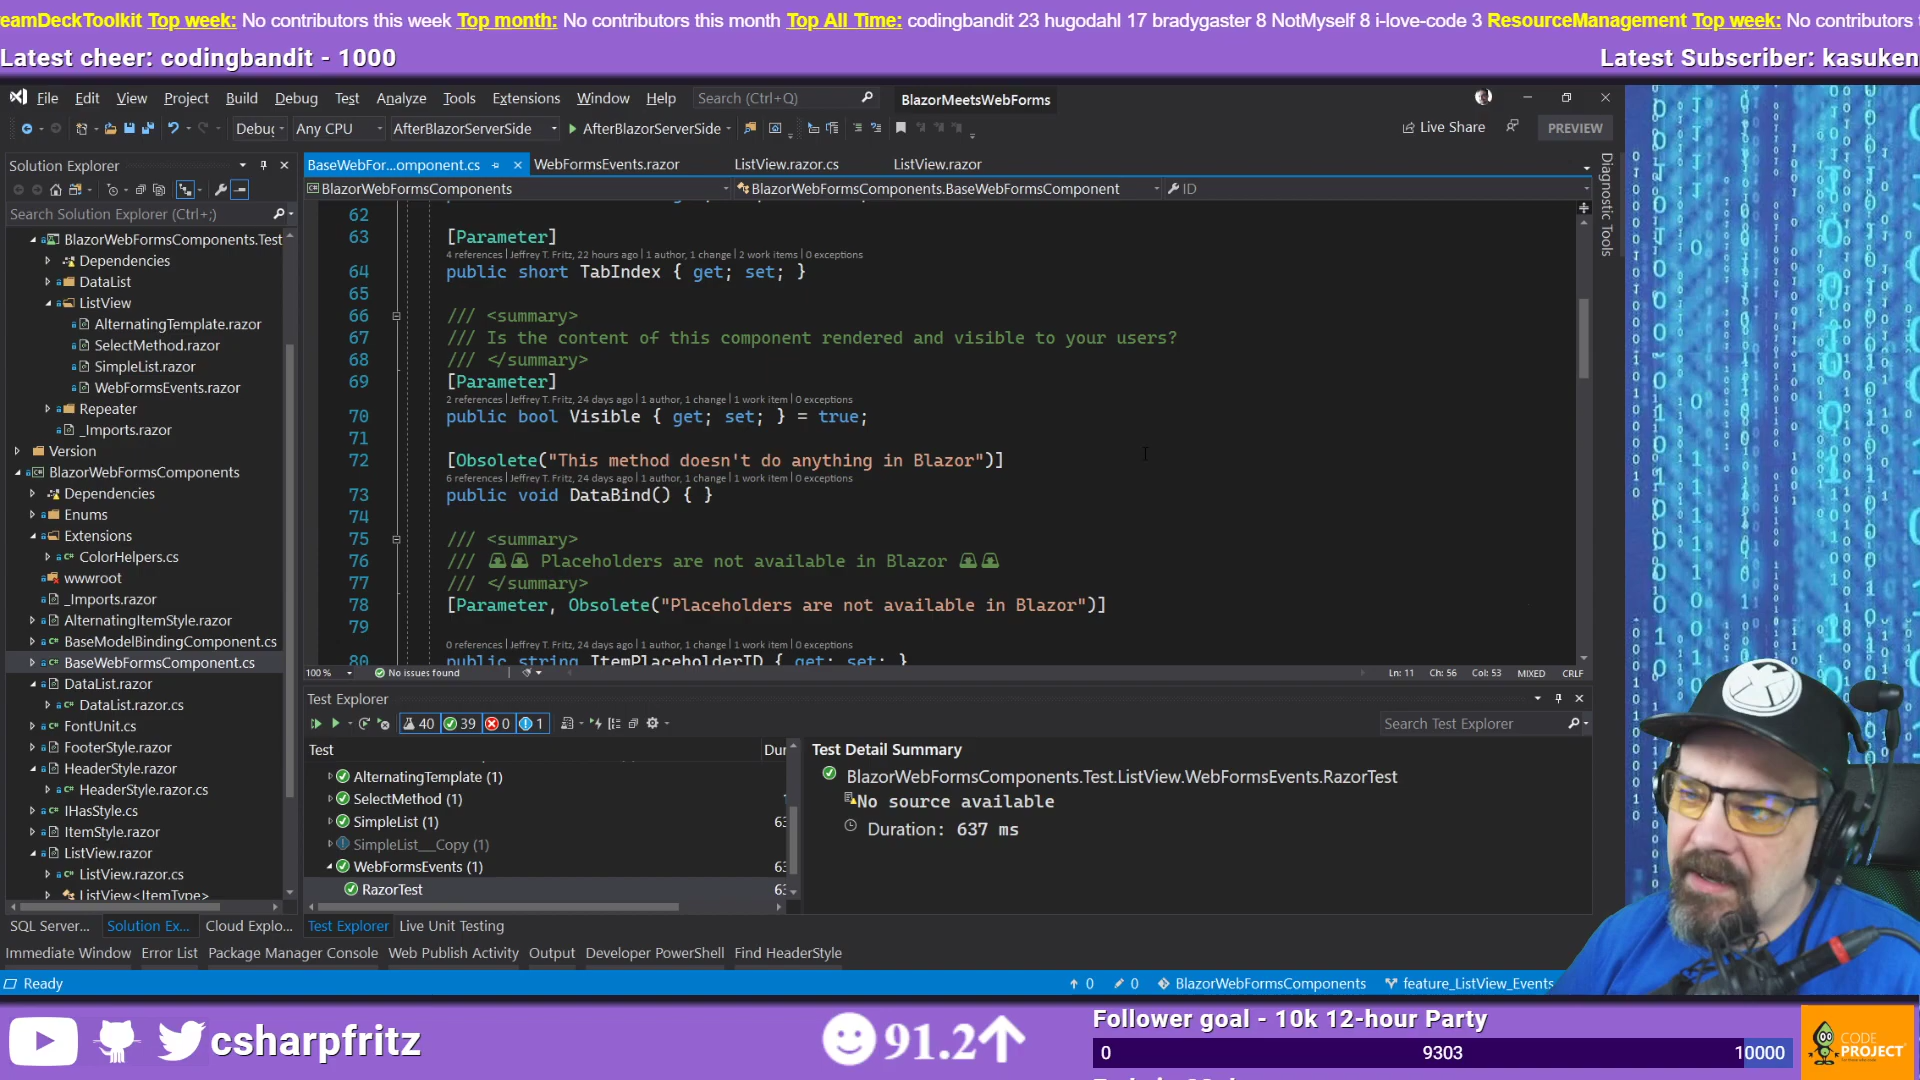 eamDeckToolkit Top week: No contributors this week Top month: No contributors this month Top All Time: codingbandit 23 hugodahl 17 bradygaster 8 NotMyself 8 i-love-code 3 ResourceManagement Top week: No contributors
Latest cheer: codingbandit - 1000
Latest Subscriber: kasuken
File Edit View Project Build Debug Test Analyze Tools Extensions Window Help Search (Ctrl+Q) BlazorMeetsWebForms
Debug Any CPU AfterBlazorServerSide AfterBlazorServerSide Live Share PREVIEW
Solution Explorer
Search Solution Explorer (Ctrl+;)
BlazorWebFormsComponents.Test
Dependencies
DataList
ListView
AlternatingTemplate.razor
SelectMethod.razor
SimpleList.razor
WebFormsEvents.razor
Repeater
_Imports.razor
Version
BlazorWebFormsComponents
Dependencies
Enums
Extensions
ColorHelpers.cs
wwwroot
_Imports.razor
AlternatingItemStyle.razor
BaseModelBindingComponent.cs
BaseWebFormsComponent.cs
DataList.razor
DataList.razor.cs
FontUnit.cs
FooterStyle.razor
HeaderStyle.razor
HeaderStyle.razor.cs
IHasStyle.cs
ItemStyle.razor
ListView.razor
ListView.razor.cs
ListView<ItemType>
SQL Server... Solution Ex... Cloud Explo...
BaseWebFor...omponent.cs WebFormsEvents.razor ListView.razor.cs ListView.razor
BlazorWebFormsComponents BlazorWebFormsComponents.BaseWebFormsComponent ID
Diagnostic Tools
62
63 [Parameter]
4 references | Jeffrey T. Fritz, 22 hours ago | 1 author, 1 change | 2 work items | 0 exceptions
64 public short TabIndex { get; set; }
65
66 /// <summary>
67 /// Is the content of this component rendered and visible to your users?
68 /// </summary>
69 [Parameter]
2 references | Jeffrey T. Fritz, 24 days ago | 1 author, 1 change | 1 work item | 0 exceptions
70 public bool Visible { get; set; } = true;
71
72 [Obsolete("This method doesn't do anything in Blazor")]
6 references | Jeffrey T. Fritz, 24 days ago | 1 author, 1 change | 1 work item | 0 exceptions
73 public void DataBind() { }
74
75 /// <summary>
76 /// Placeholders are not available in Blazor
77 /// </summary>
78 [Parameter, Obsolete("Placeholders are not available in Blazor")]
79
0 references | Jeffrey T. Fritz, 24 days ago | 1 author, 1 change | 1 work item | 0 exceptions
80 public string ItemPlaceholderID { get; set; }
100% No issues found Ln: 11 Ch: 56 Col: 53 MIXED CRLF
Test Explorer
40 39 0 1 Search Test Explorer
Test Dur
AlternatingTemplate (1)
SelectMethod (1)
SimpleList (1) 63
SimpleList__Copy (1)
WebFormsEvents (1) 63
RazorTest 63
Test Detail Summary
BlazorWebFormsComponents.Test.ListView.WebFormsEvents.RazorTest
No source available
Duration: 637 ms
Test Explorer Live Unit Testing
Immediate Window Error List Package Manager Console Web Publish Activity Output Developer PowerShell Find HeaderStyle
Ready 0 0 BlazorWebFormsComponents feature_ListView_Events
csharpfritz
91.2
Follower goal - 10k 12-hour Party
0 9303 10000
CODE PROJECT